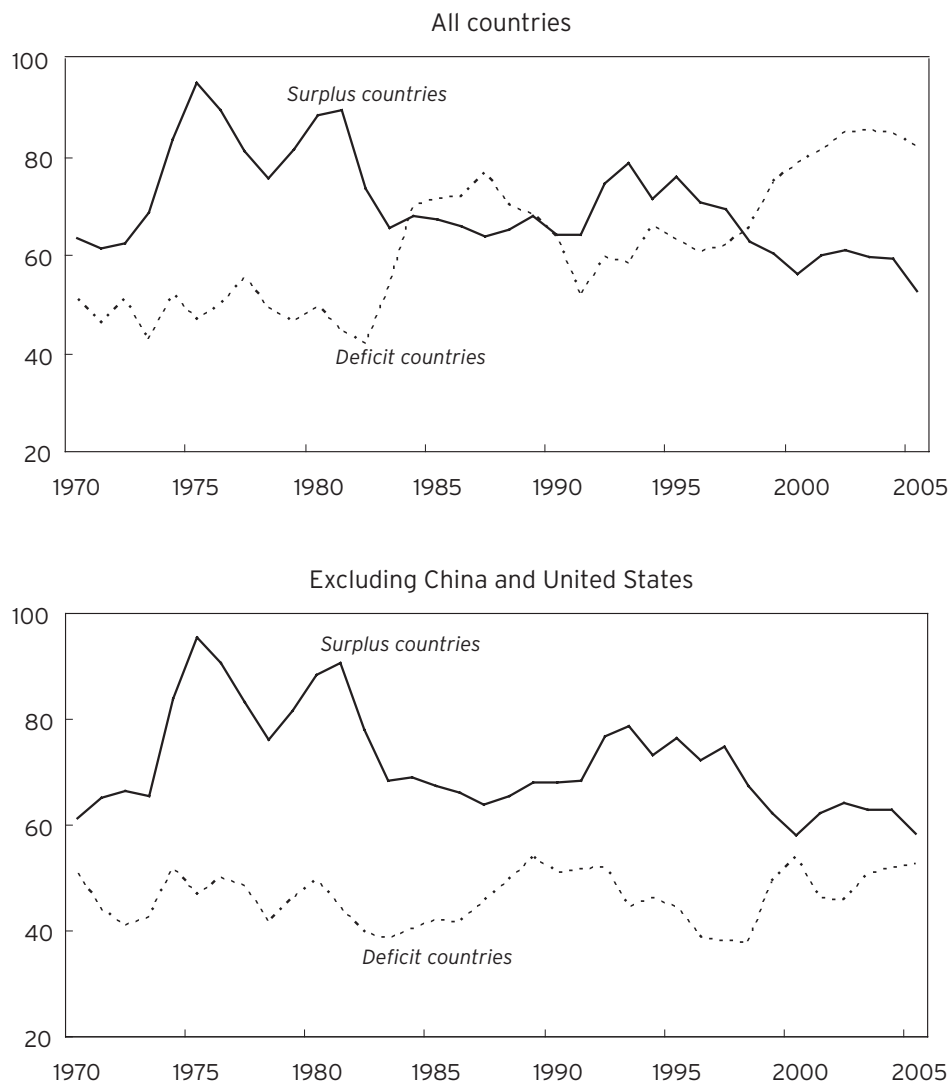 All countries
100
Surplus countries
80
60
40
Deficit countries
20
1970 1975 1980 1985 1990 1995 2000 2005
Excluding China and United States
100
Surplus countries
80
60
40
Deficit countries
20
1970 1975 1980 1985 1990 1995 2000 2005